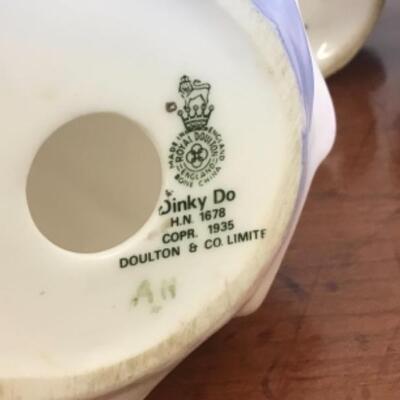 MADE IN ENGLAND
ROYAL DOULTON
ENGLAND
BONE CHINA
Dinky Do
H.N. 1678
COPR. 1935
DOULTON & CO. LIMITE